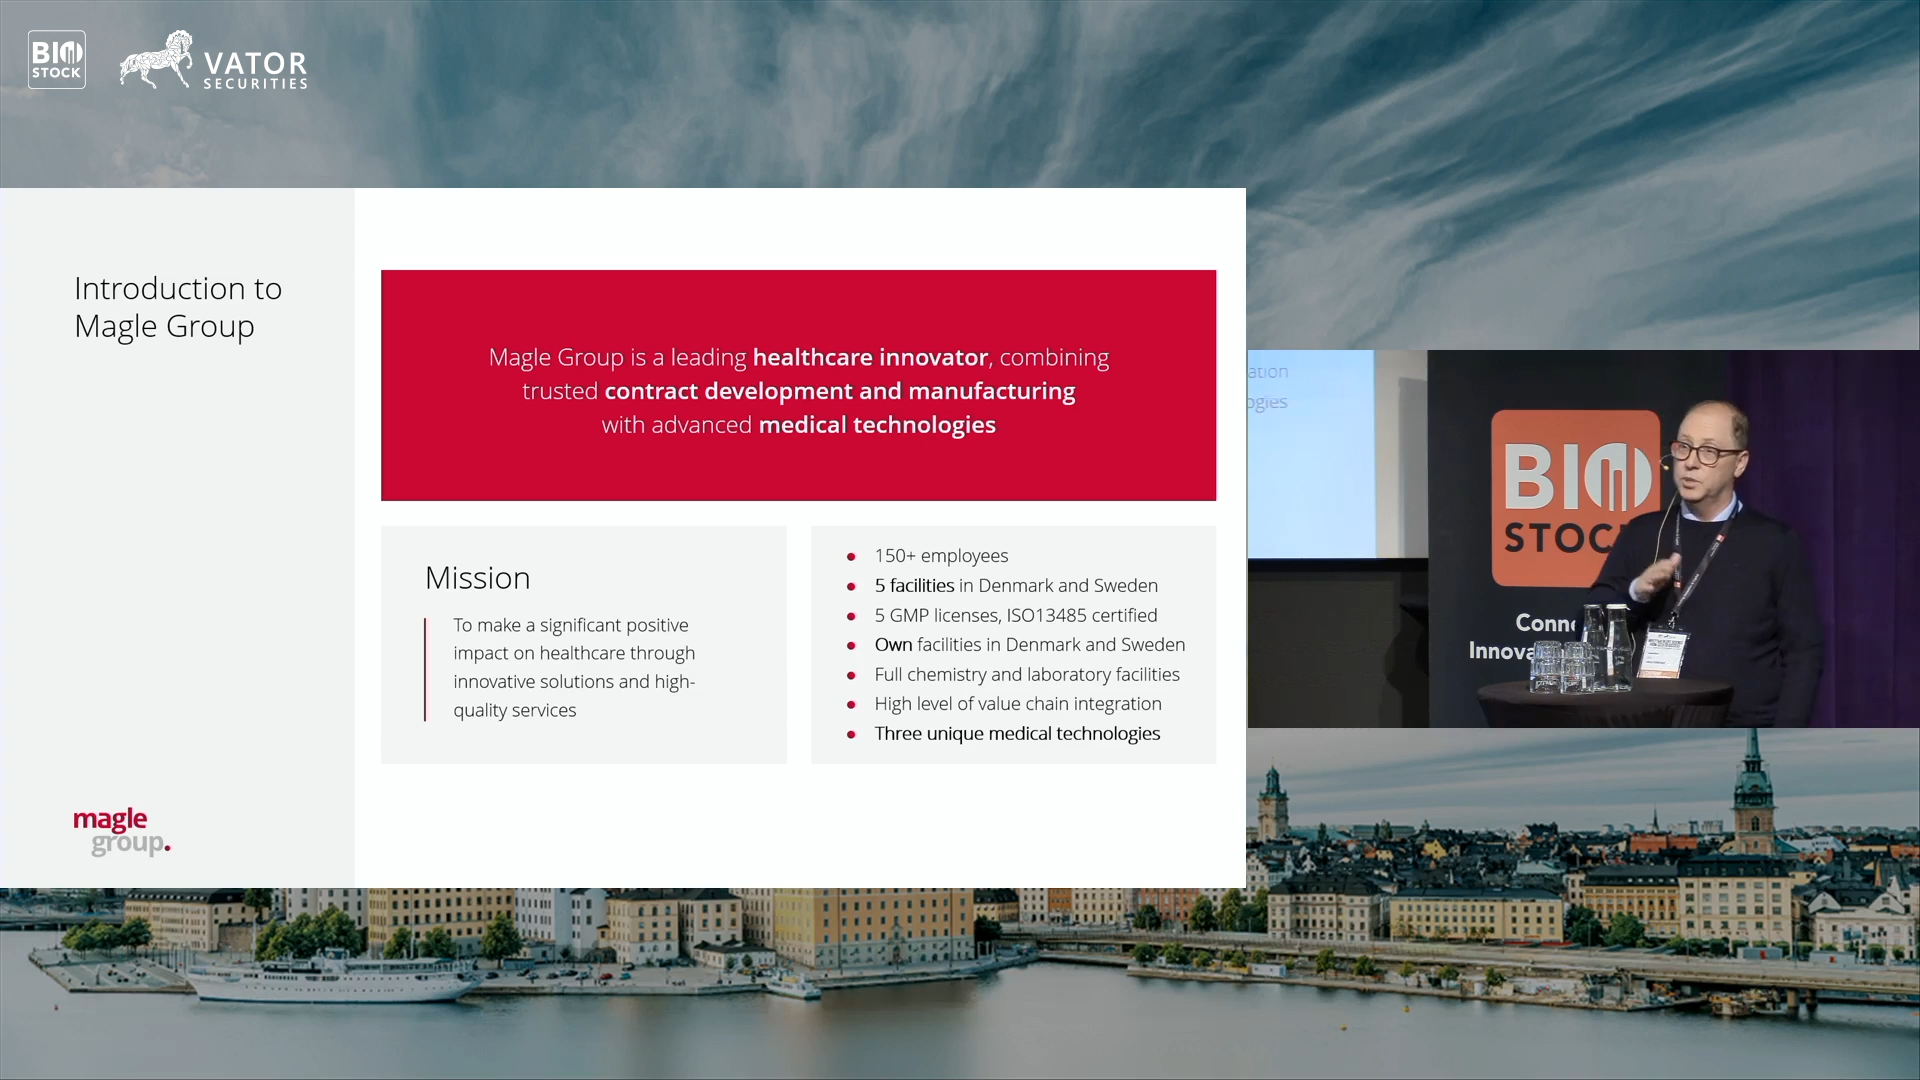 BIO
STOCK
VATOR
SECURITIES
Introduction to
Magle Group
Magle Group is a leading healthcare innovator, combining
trusted contract development and manufacturing
with advanced medical technologies
Mission
To make a significant positive
impact on healthcare through
innovative solutions and high-
quality services
150+ employees
5 facilities in Denmark and Sweden
5 GMP licenses, ISO13485 certified
Own facilities in Denmark and Sweden
Full chemistry and laboratory facilities
High level of value chain integration
Three unique medical technologies
magle
group.
ation
ogies
BIO
STOC
Conne
Innova